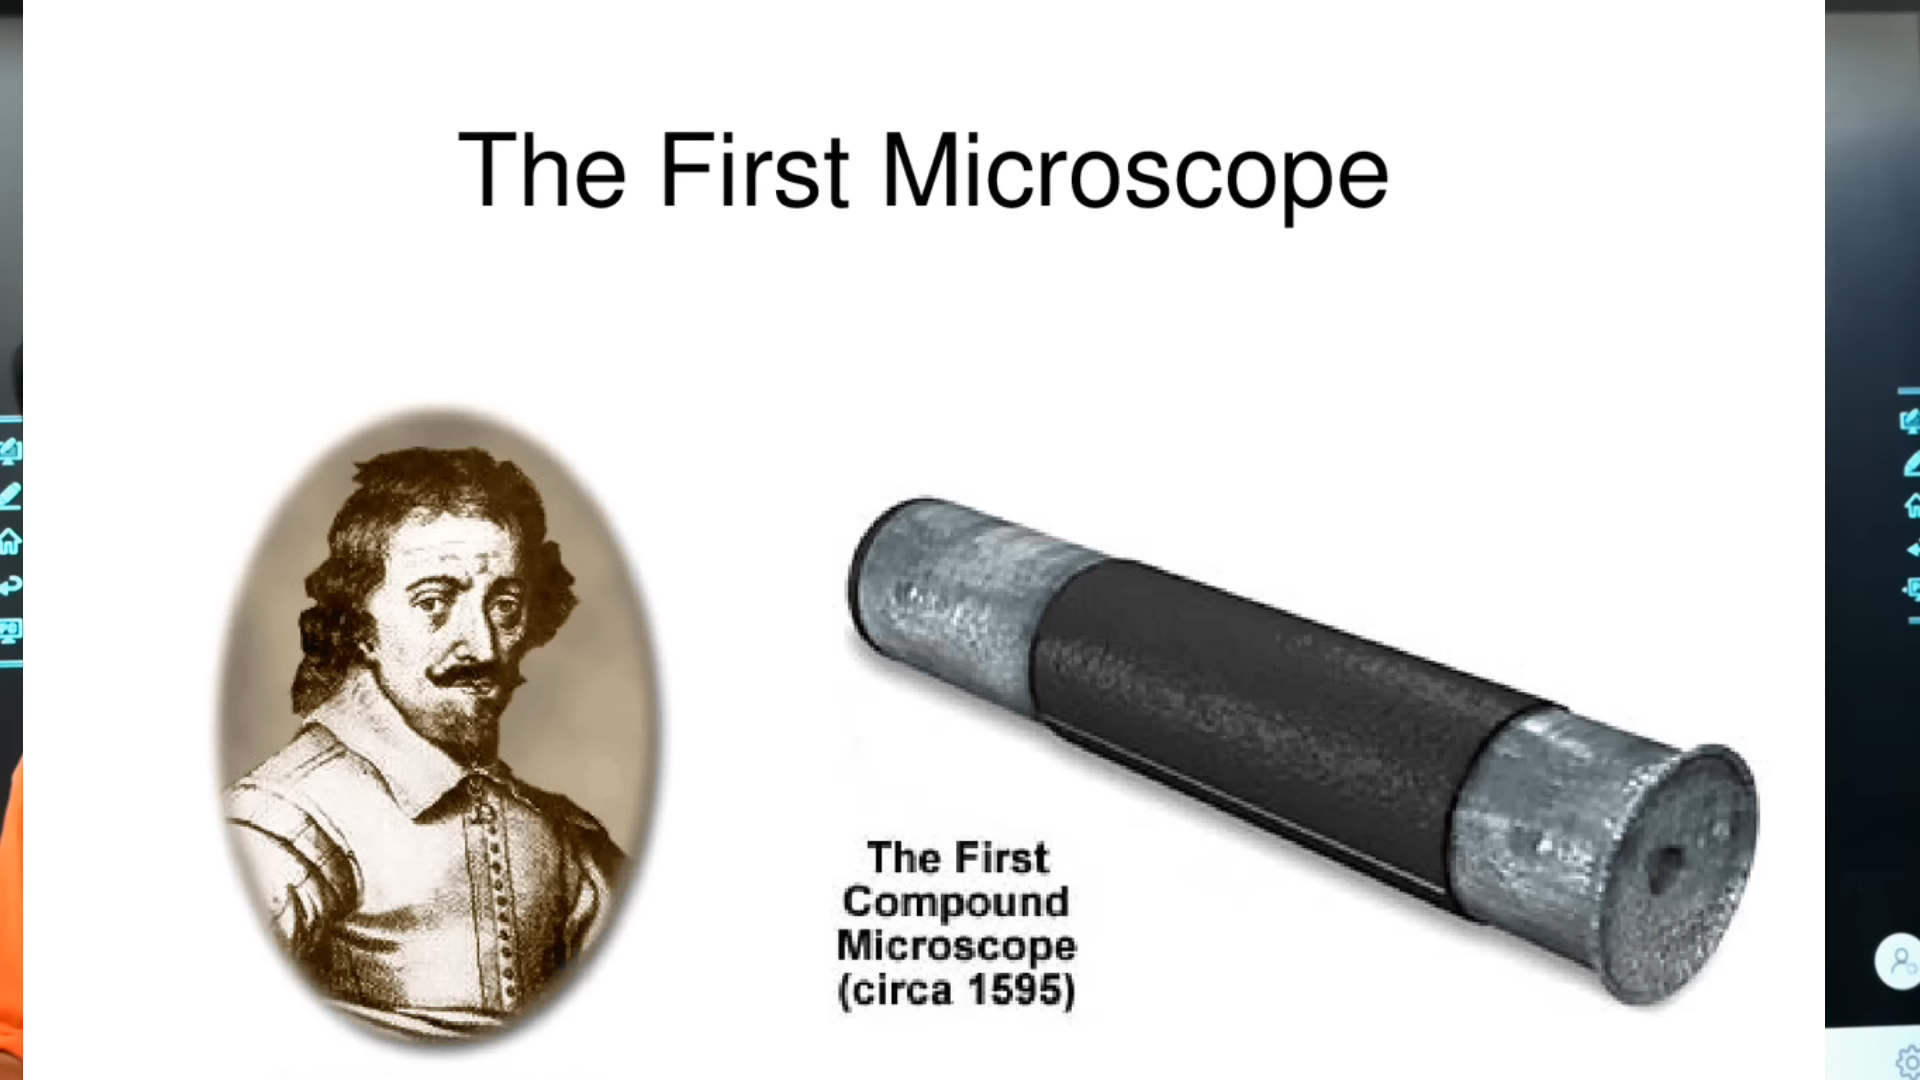 The First Microscope
The First
Compound
Microscope
(circa 1595)